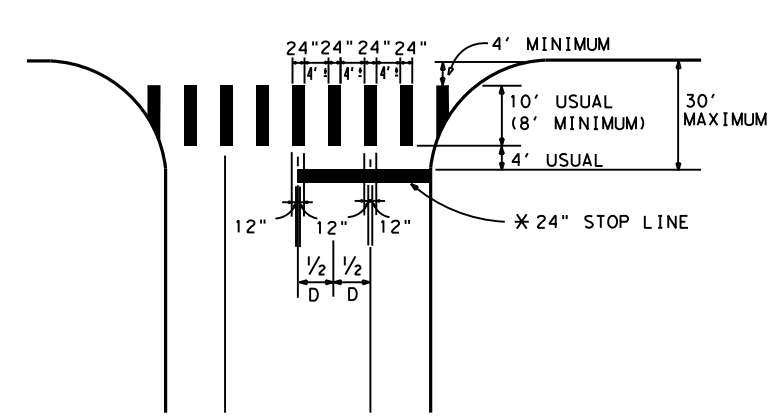 4' MINIMUM
24" 24" 24" 24"
4' 4' 4'
10' USUAL
(8' MINIMUM)
30'
MAXIMUM
4' USUAL
12" 12" 12"
* 24" STOP LINE
1/2 1/2
D D